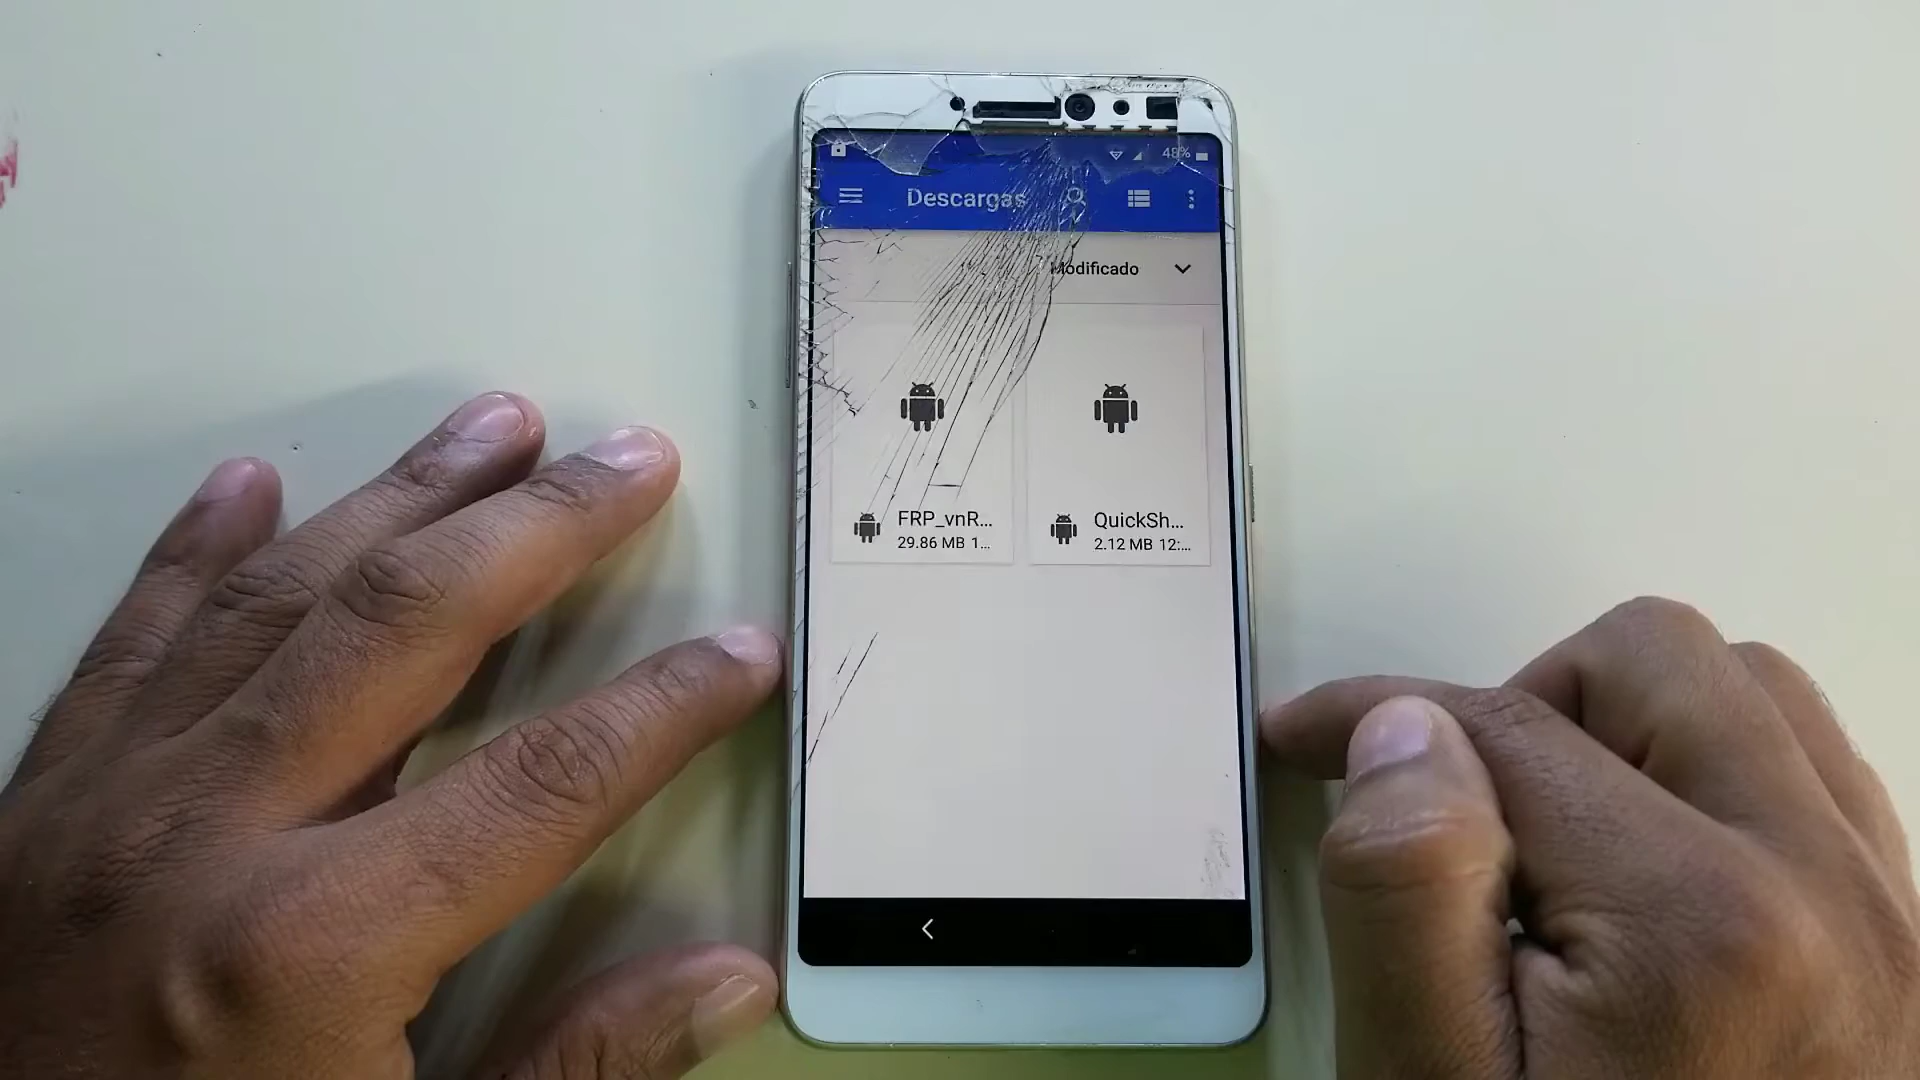 48%
Descargas
Modificado
FRP_vnR...
29.86 MB 1...
QuickSh...
2.12 MB 12:...